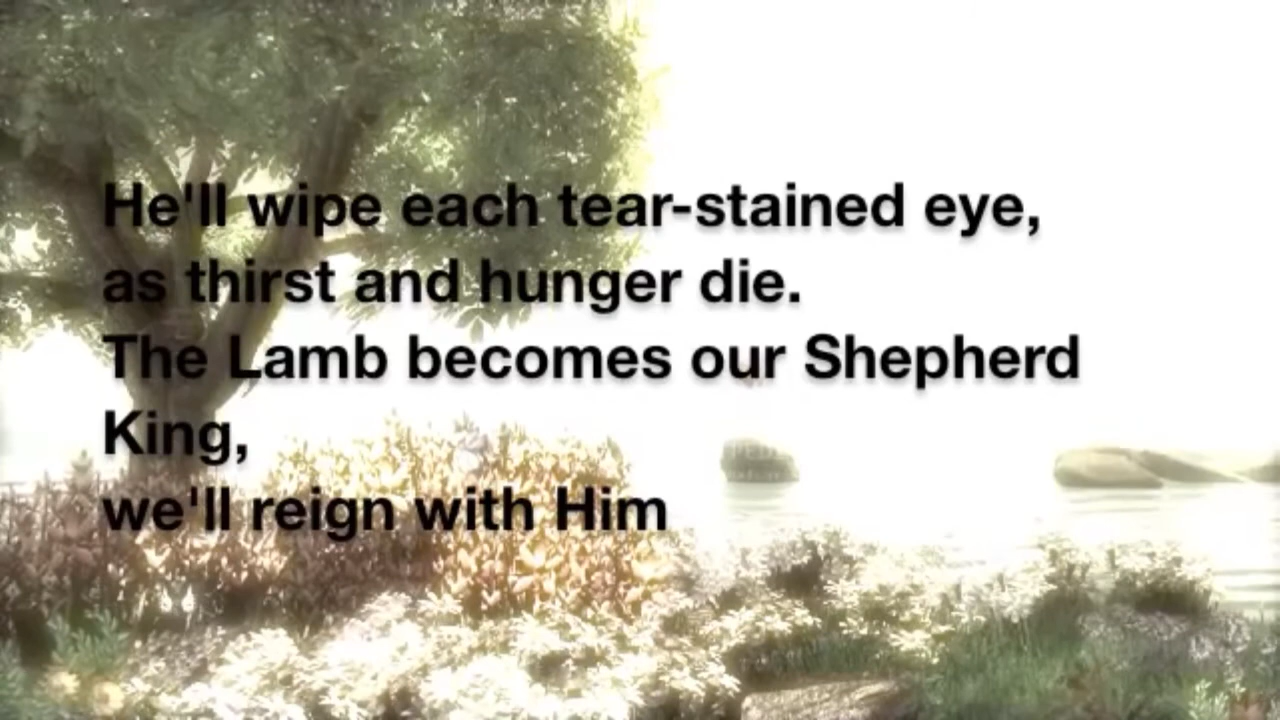 He'll wipe each tear-stained eye,
as thirst and hunger die.
The Lamb becomes our Shepherd
King,
we'll reign with Him